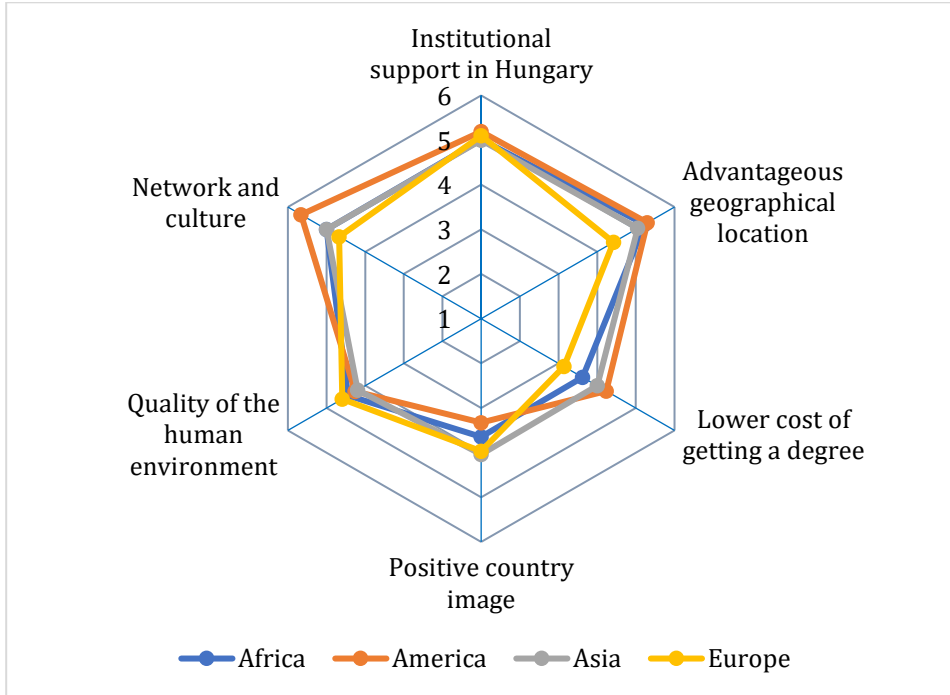 Institutional
support in Hungary
6
5
4
3
2
1
Advantageous
geographical
location
Lower cost of
getting a degree
Positive country
image
Quality of the
human
environment
Network and
culture
Africa
America
Asia
Europe